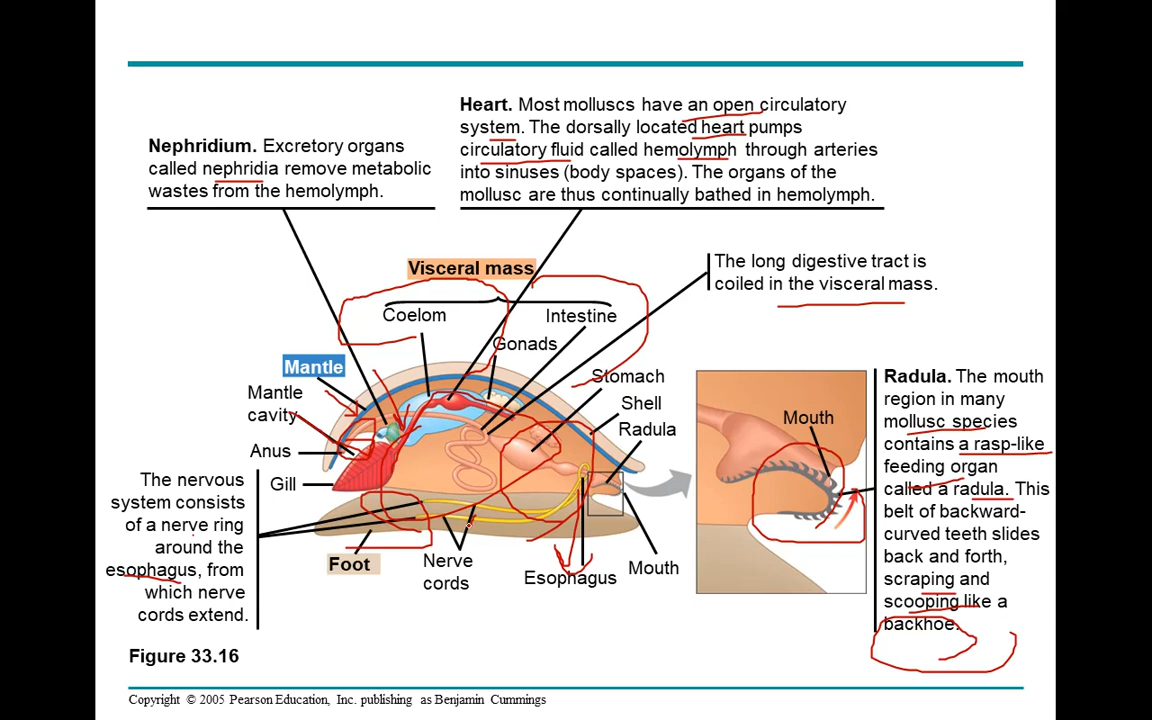 Heart. Most molluscs have an open circulatory
system. The dorsally located heart pumps
circulatory fluid called hemolymph through arteries
into sinuses (body spaces). The organs of the
mollusc are thus continually bathed in hemolymph.
Nephridium. Excretory organs
called nephridia remove metabolic
wastes from the hemolymph.
Visceral mass
The long digestive tract is
coiled in the visceral mass.
Coelom
Intestine
Gonads
Mantle
Stomach
Mantle
cavity
Shell
Radula
Anus
Gill
Mouth
Radula. The mouth
region in many
mollusc species
contains a rasp-like
feeding organ
called a radula. This
belt of backward-
curved teeth slides
back and forth,
scraping and
scooping like a
backhoe.
The nervous
system consists
of a nerve ring
around the
esophagus, from
which nerve
cords extend.
Foot
Nerve
cords
Esophagus
Mouth
Figure 33.16
Copyright © 2005 Pearson Education, Inc. publishing as Benjamin Cummings